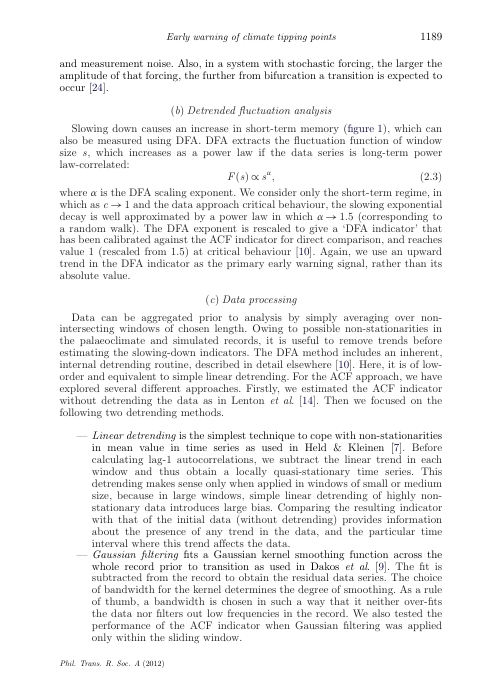 Early warning of climate tipping points 1189
and measurement noise. Also, in a system with stochastic forcing, the larger the
amplitude of that forcing, the further from bifurcation a transition is expected to
occur [24].
(b) Detrended fluctuation analysis
Slowing down causes an increase in short-term memory (figure 1), which can
also be measured using DFA. DFA extracts the fluctuation function of window
size s, which increases as a power law if the data series is long-term power
law-correlated:
F(s) ∝ s^α, (2.3)
where α is the DFA scaling exponent. We consider only the short-term regime, in
which as c → 1 and the data approach critical behaviour, the slowing exponential
decay is well approximated by a power law in which α → 1.5 (corresponding to
a random walk). The DFA exponent is rescaled to give a ‘DFA indicator’ that
has been calibrated against the ACF indicator for direct comparison, and reaches
value 1 (rescaled from 1.5) at critical behaviour [10]. Again, we use an upward
trend in the DFA indicator as the primary early warning signal, rather than its
absolute value.
(c) Data processing
Data can be aggregated prior to analysis by simply averaging over non-
intersecting windows of chosen length. Owing to possible non-stationarities in
the palaeoclimate and simulated records, it is useful to remove trends before
estimating the slowing-down indicators. The DFA method includes an inherent,
internal detrending routine, described in detail elsewhere [10]. Here, it is of low-
order and equivalent to simple linear detrending. For the ACF approach, we have
explored several different approaches. Firstly, we estimated the ACF indicator
without detrending the data as in Lenton et al. [14]. Then we focused on the
following two detrending methods.
— Linear detrending is the simplest technique to cope with non-stationarities
in mean value in time series as used in Held & Kleinen [7]. Before
calculating lag-1 autocorrelations, we subtract the linear trend in each
window and thus obtain a locally quasi-stationary time series. This
detrending makes sense only when applied in windows of small or medium
size, because in large windows, simple linear detrending of highly non-
stationary data introduces large bias. Comparing the resulting indicator
with that of the initial data (without detrending) provides information
about the presence of any trend in the data, and the particular time
interval where this trend affects the data.
— Gaussian filtering fits a Gaussian kernel smoothing function across the
whole record prior to transition as used in Dakos et al. [9]. The fit is
subtracted from the record to obtain the residual data series. The choice
of bandwidth for the kernel determines the degree of smoothing. As a rule
of thumb, a bandwidth is chosen in such a way that it neither over-fits
the data nor filters out low frequencies in the record. We also tested the
performance of the ACF indicator when Gaussian filtering was applied
only within the sliding window.
Phil. Trans. R. Soc. A (2012)